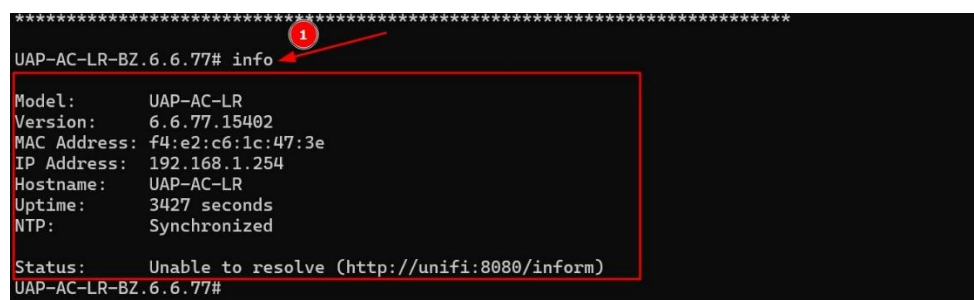 **********************************************************************
1
UAP-AC-LR-BZ.6.6.77# info
Model: UAP-AC-LR
Version: 6.6.77.15402
MAC Address: f4:e2:c6:1c:47:3e
IP Address: 192.168.1.254
Hostname: UAP-AC-LR
Uptime: 3427 seconds
NTP: Synchronized
Status: Unable to resolve (http://unifi:8080/inform)
UAP-AC-LR-BZ.6.6.77#